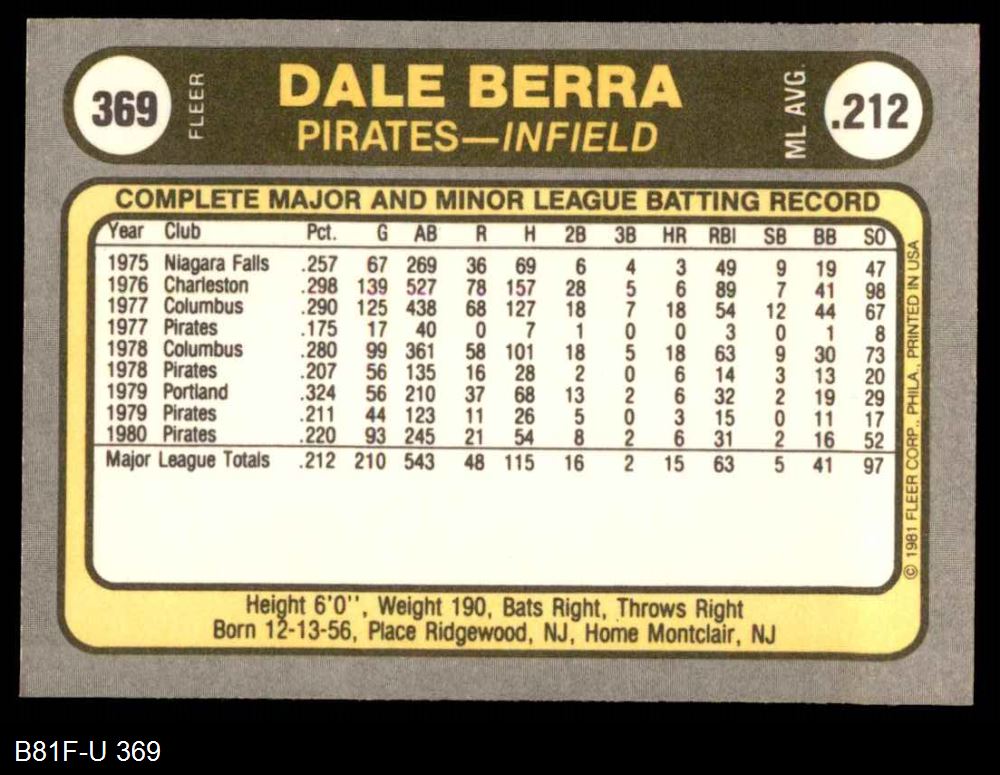 369 FLEER DALE BERRA ML AVG. .212
PIRATES—INFIELD
COMPLETE MAJOR AND MINOR LEAGUE BATTING RECORD
Year Club Pct. G AB R H 2B 3B HR RBI SB BB SO
1975 Niagara Falls .257 67 269 36 69 6 4 3 49 9 19 47
1976 Charleston .298 139 527 78 157 28 5 6 89 7 41 98
1977 Columbus .290 125 438 68 127 18 7 18 54 12 44 67
1977 Pirates .175 17 40 0 7 1 0 0 3 0 1 8
1978 Columbus .280 99 361 58 101 18 5 18 63 9 30 73
1978 Pirates .207 56 135 16 28 2 0 6 14 3 13 20
1979 Portland .324 56 210 37 68 13 2 6 32 2 19 29
1979 Pirates .211 44 123 11 26 5 0 3 15 0 11 17
1980 Pirates .220 93 245 21 54 8 2 6 31 2 16 52
Major League Totals .212 210 543 48 115 16 2 15 63 5 41 97
© 1981 FLEER CORP., PHILA., PRINTED IN USA
Height 6'0'', Weight 190, Bats Right, Throws Right
Born 12-13-56, Place Ridgewood, NJ, Home Montclair, NJ
B81F-U 369